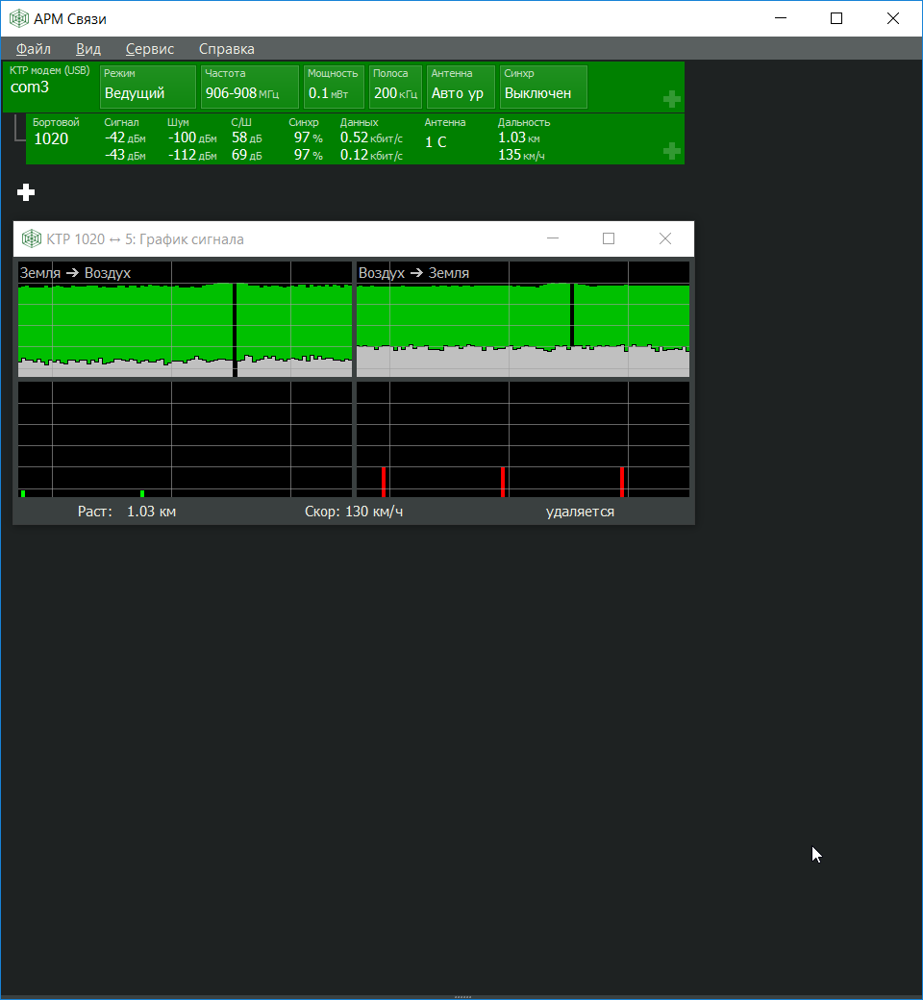 АРМ Связи
Файл Вид Сервис Справка
КТР модем (USB) Режим Частота Мощность Полоса Антенна Синхр
com3 Ведущий 906-908 МГц 0.1 мВт 200 кГц Авто ур Выключен
Бортовой Сигнал Шум С/Ш Синхр Данных Антенна Дальность
1020 -42 дБм -100 дБм 58 дБ 97 % 0.52 кбит/с 1 С 1.03 км
-43 дБм -112 дБм 69 дБ 97 % 0.12 кбит/с 135 км/ч
КТР 1020 ↔ 5: График сигнала
Земля ➔ Воздух Воздух ➔ Земля
Раст: 1.03 км Скор: 130 км/ч удаляется